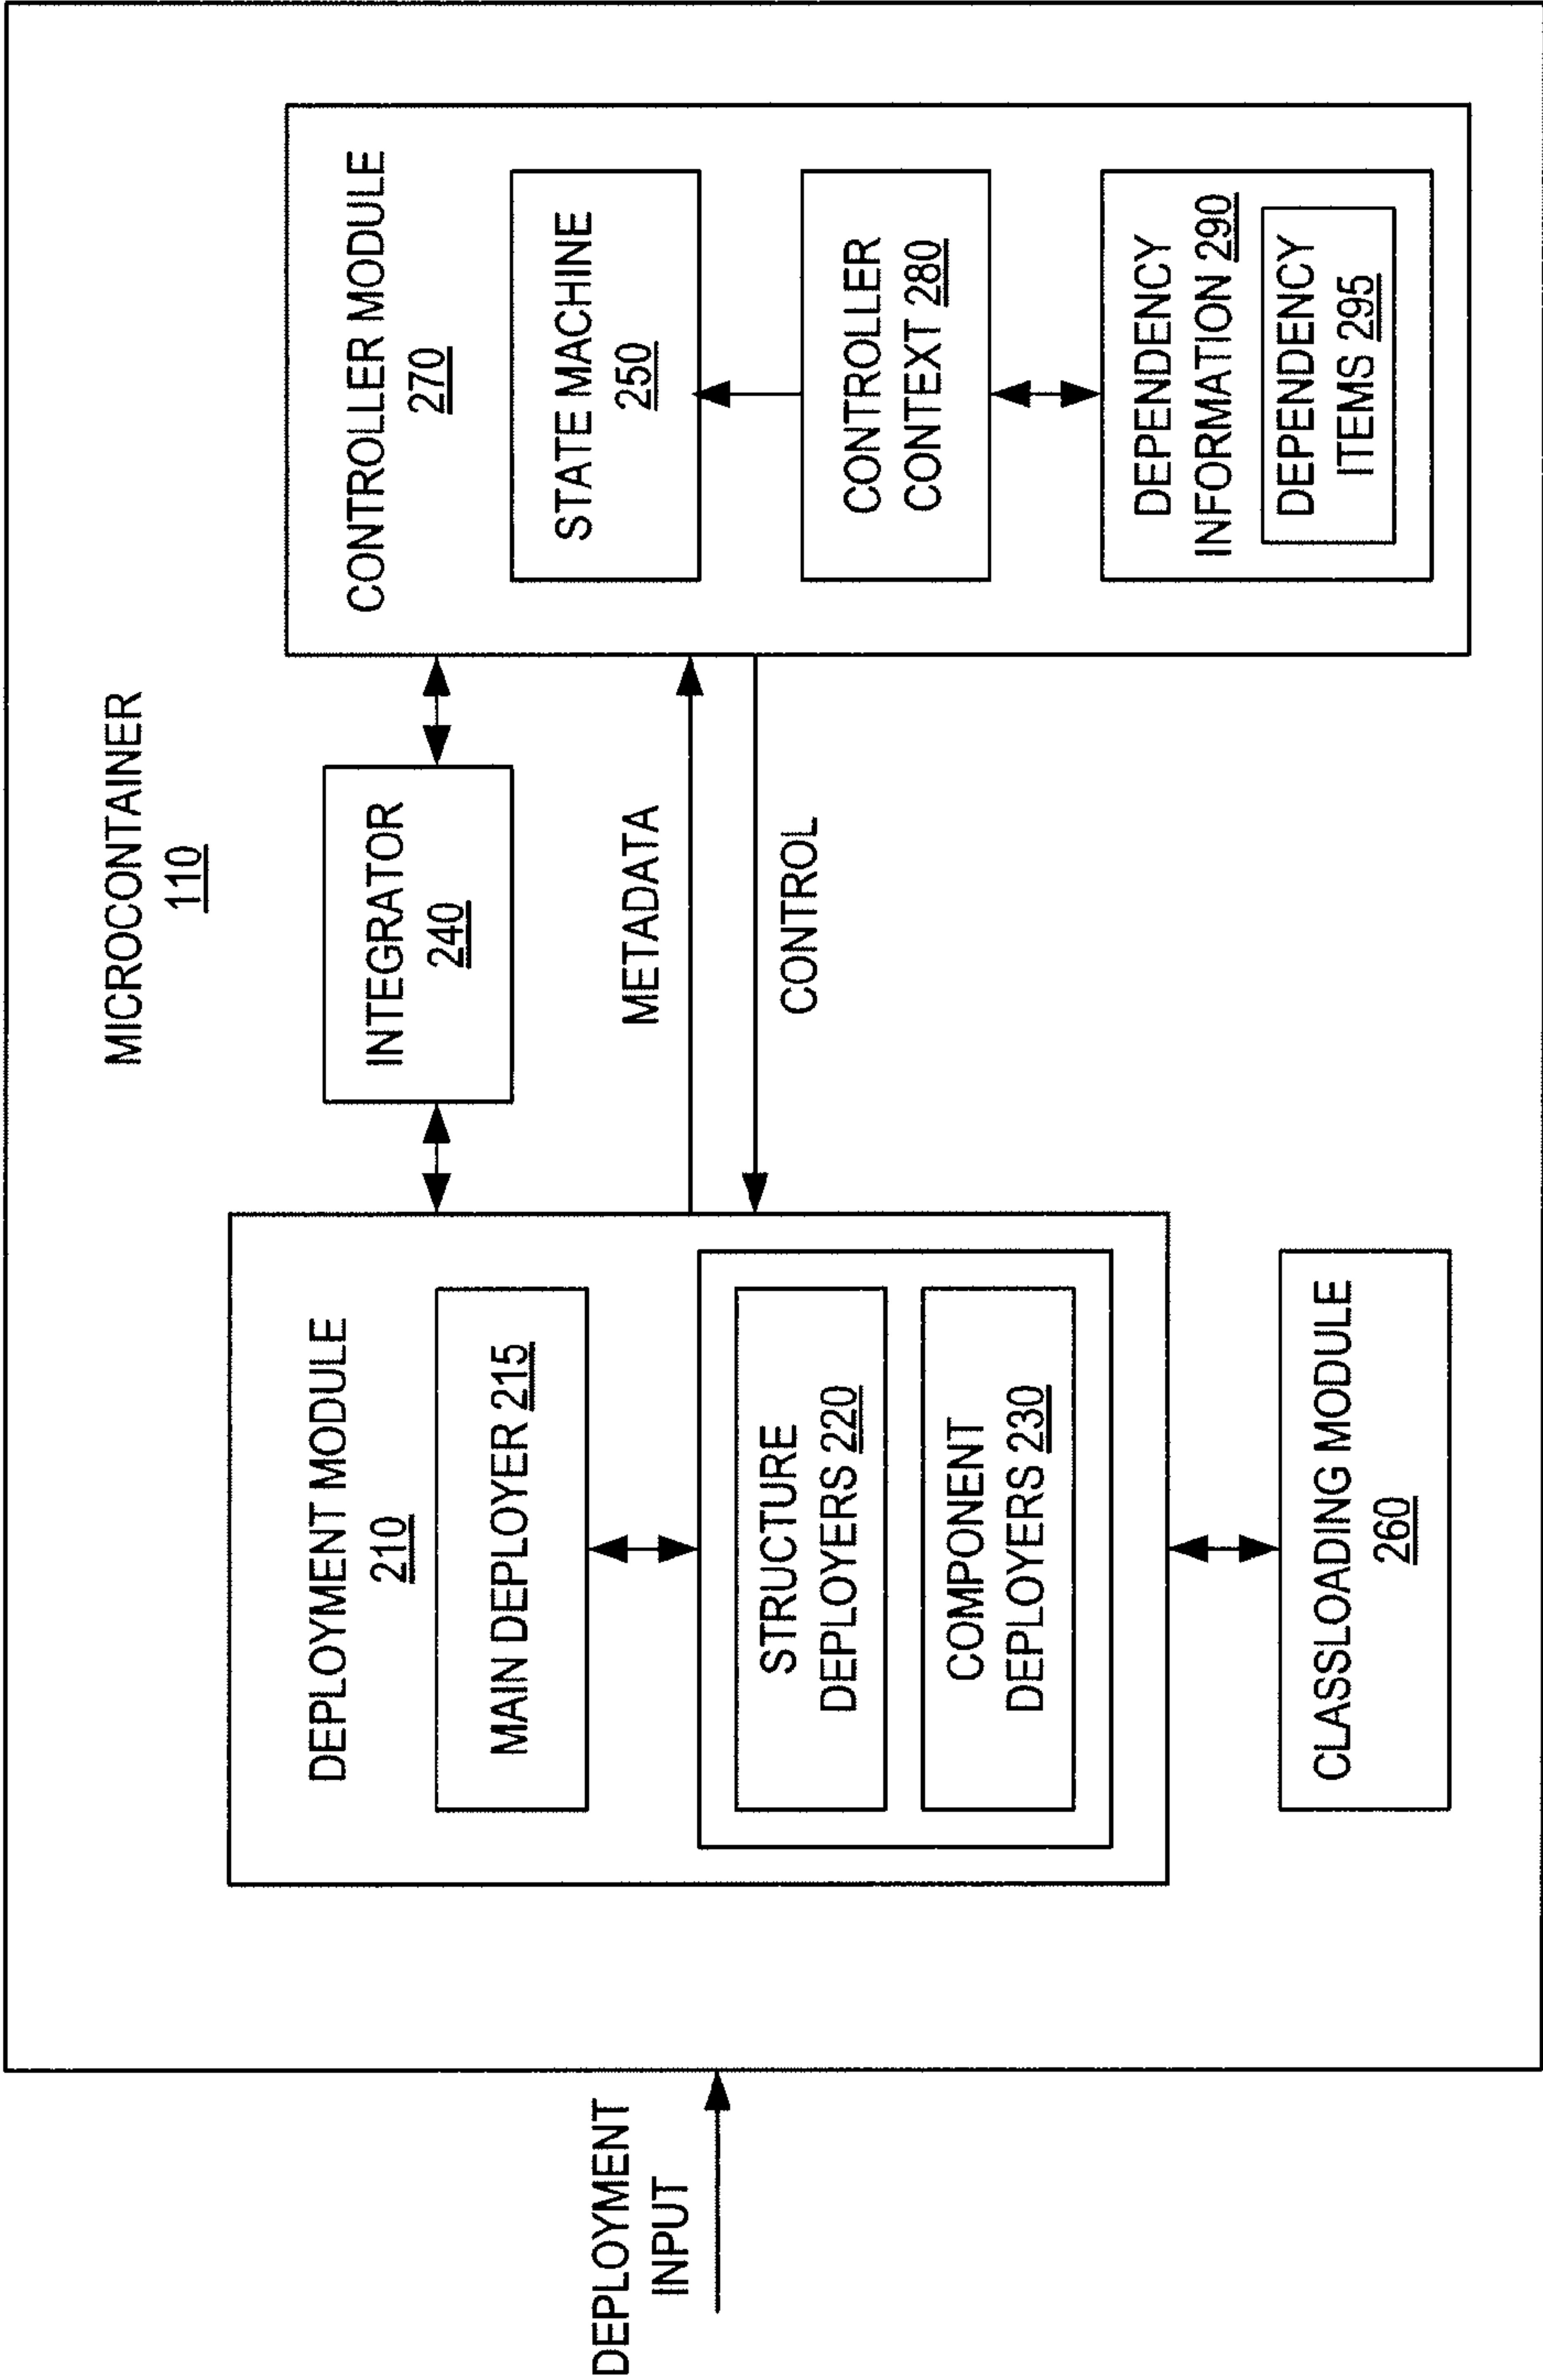 MICROCONTAINER
110
DEPLOYMENT
INPUT
DEPLOYMENT MODULE
210
MAIN DEPLOYER 215
STRUCTURE
DEPLOYERS 220
COMPONENT
DEPLOYERS 230
CLASSLOADING MODULE
260
INTEGRATOR
240
METADATA
CONTROL
CONTROLLER MODULE
270
STATE MACHINE
250
CONTROLLER
CONTEXT 280
DEPENDENCY
INFORMATION 290
DEPENDENCY
ITEMS 295